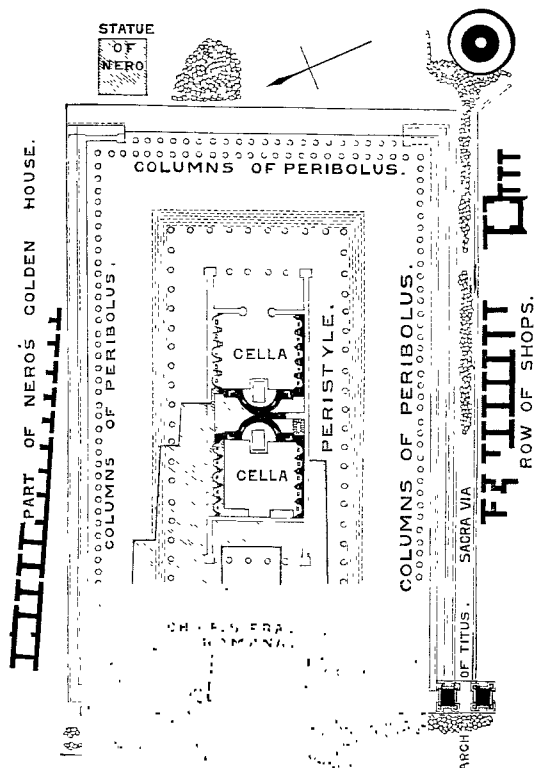 STATUE
OF
NERO
COLUMNS OF PERIBOLUS.
PART OF NERO'S GOLDEN HOUSE.
COLUMNS OF PERIBOLUS.
CELLA
PERISTYLE.
CELLA
COLUMNS OF PERIBOLUS.
ARCH OF TITUS. SACRA VIA
ROW OF SHOPS.
ROMANA.